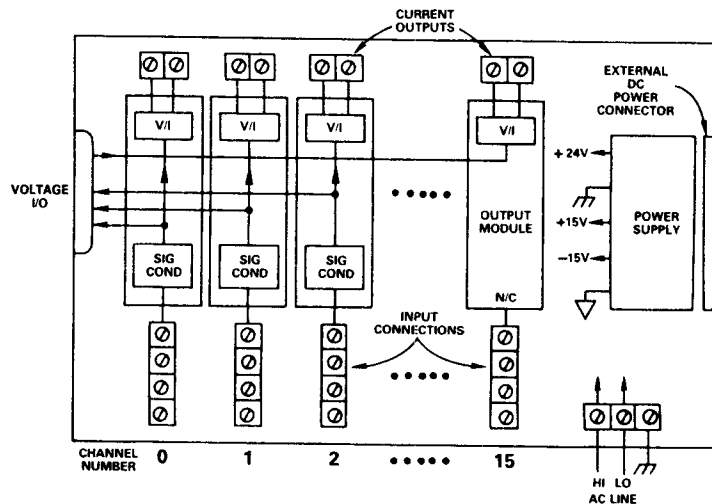 CURRENT
OUTPUTS
EXTERNAL
DC
POWER
CONNECTOR
V/I
V/I
V/I
V/I
+ 24V
VOLTAGE
I/O
OUTPUT
MODULE
+15V
POWER
SUPPLY
SIG
COND
SIG
COND
SIG
COND
−15V
N/C
INPUT
CONNECTIONS
CHANNEL
NUMBER
0
1
2
15
HI LO
AC LINE